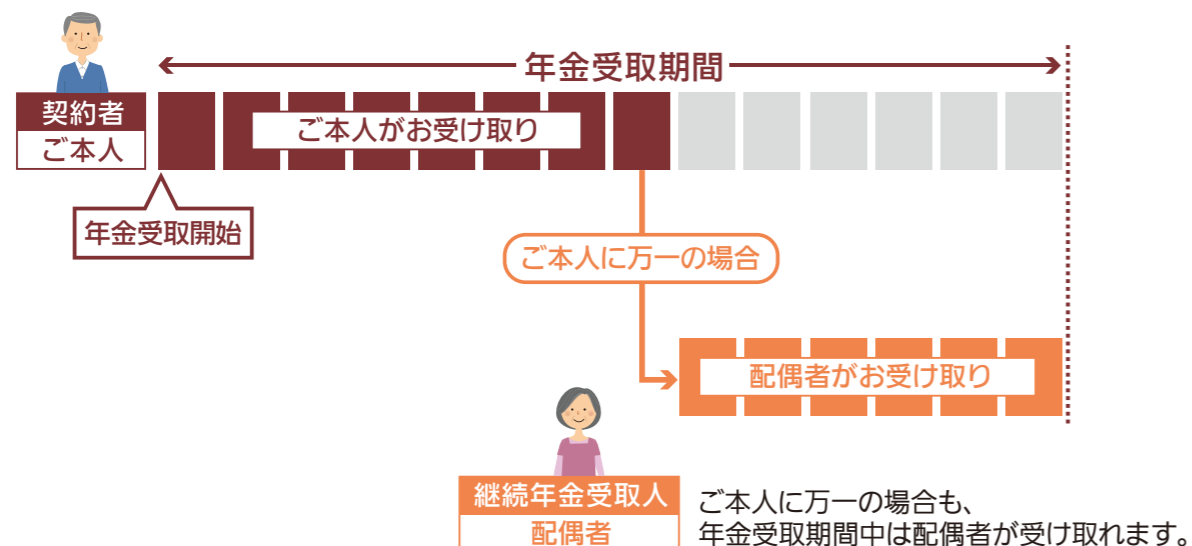 年金受取期間
契約者
ご本人
ご本人がお受け取り
年金受取開始
ご本人に万一の場合
配偶者がお受け取り
継続年金受取人
配偶者
ご本人に万一の場合も、
年金受取期間中は配偶者が受け取れます。